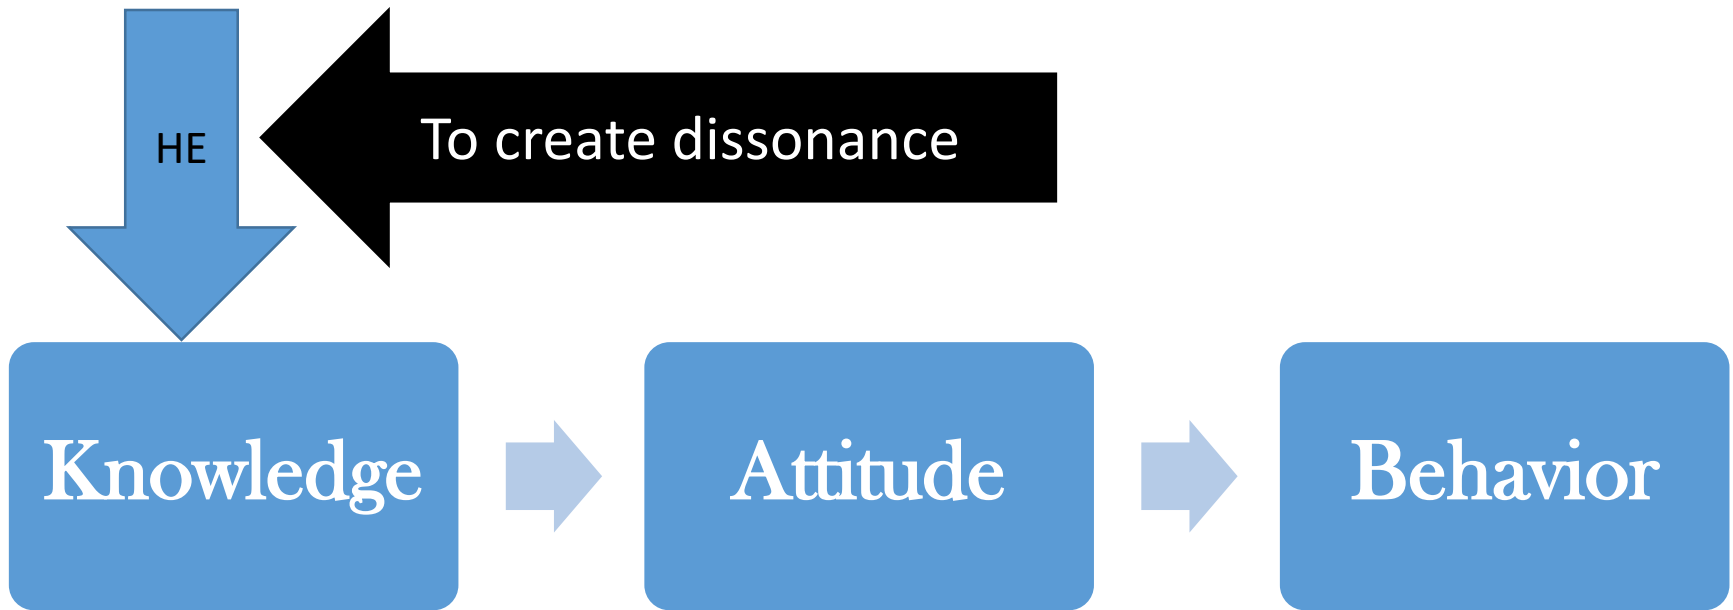 HE
To create dissonance
Knowledge
Attitude
Behavior